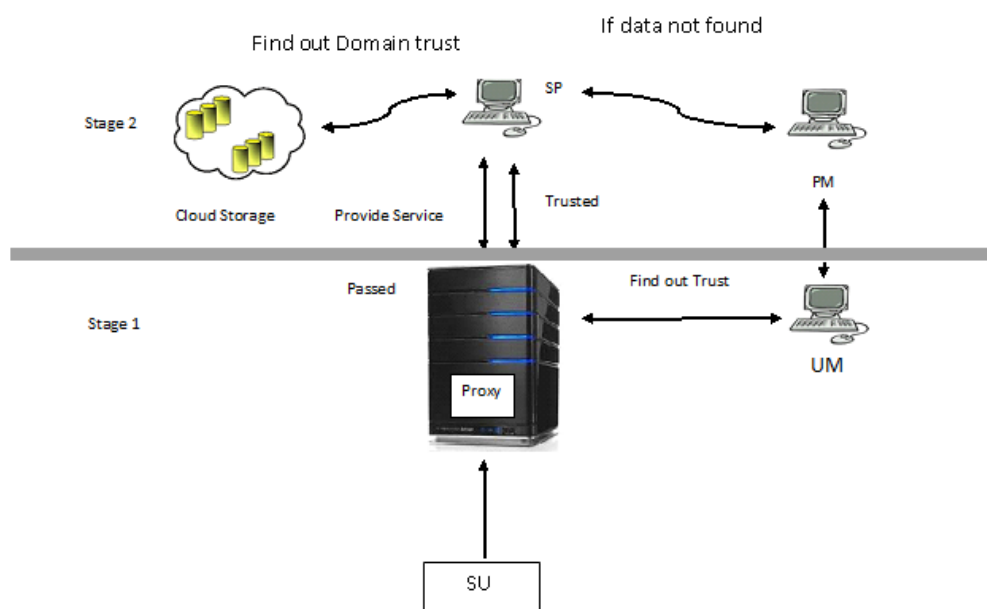 If data not found
Find out Domain trust
SP
Stage 2
PM
Cloud Storage
Provide Service
Trusted
Passed
Find out Trust
Stage 1
UM
Proxy
SU